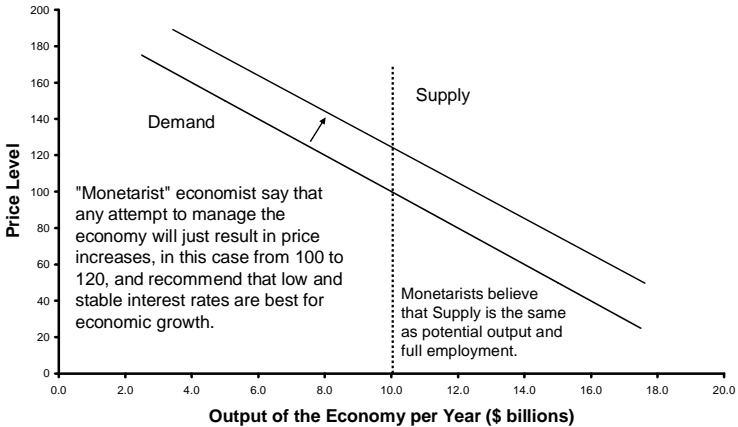 200
180
160
140
120
100
80
60
40
20
0
Price Level
Supply
Demand
"Monetarist" economist say that
any attempt to manage the
economy will just result in price
increases, in this case from 100 to
120, and recommend that low and
stable interest rates are best for
economic growth.
Monetarists believe
that Supply is the same
as potential output and
full employment.
0.0 2.0 4.0 6.0 8.0 10.0 12.0 14.0 16.0 18.0 20.0
Output of the Economy per Year ($ billions)